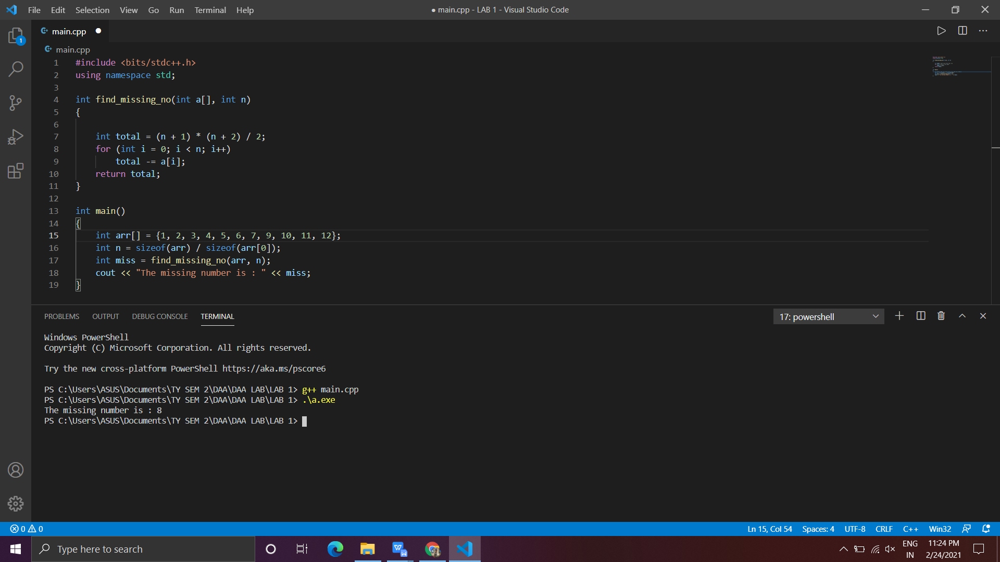 File Edit Selection View Go Run Terminal Help
● main.cpp - LAB 1 - Visual Studio Code
main.cpp ●
main.cpp
1 #include <bits/stdc++.h>
2 using namespace std;
3
4 int find_missing_no(int a[], int n)
5 {
6
7 int total = (n + 1) * (n + 2) / 2;
8 for (int i = 0; i < n; i++)
9 total -= a[i];
10 return total;
11 }
12
13 int main()
14 {
15 int arr[] = {1, 2, 3, 4, 5, 6, 7, 9, 10, 11, 12};
16 int n = sizeof(arr) / sizeof(arr[0]);
17 int miss = find_missing_no(arr, n);
18 cout << "The missing number is : " << miss;
19 }
1
PROBLEMS OUTPUT DEBUG CONSOLE TERMINAL
17: powershell
Windows PowerShell
Copyright (C) Microsoft Corporation. All rights reserved.
Try the new cross-platform PowerShell https://aka.ms/pscore6
PS C:\Users\ASUS\Documents\TY SEM 2\DAA\DAA LAB\LAB 1> g++ main.cpp
PS C:\Users\ASUS\Documents\TY SEM 2\DAA\DAA LAB\LAB 1> .\a.exe
The missing number is : 8
PS C:\Users\ASUS\Documents\TY SEM 2\DAA\DAA LAB\LAB 1>
0 0
Ln 15, Col 54 Spaces: 4 UTF-8 CRLF C++ Win32
Type here to search
ENG
IN
11:24 PM
2/24/2021